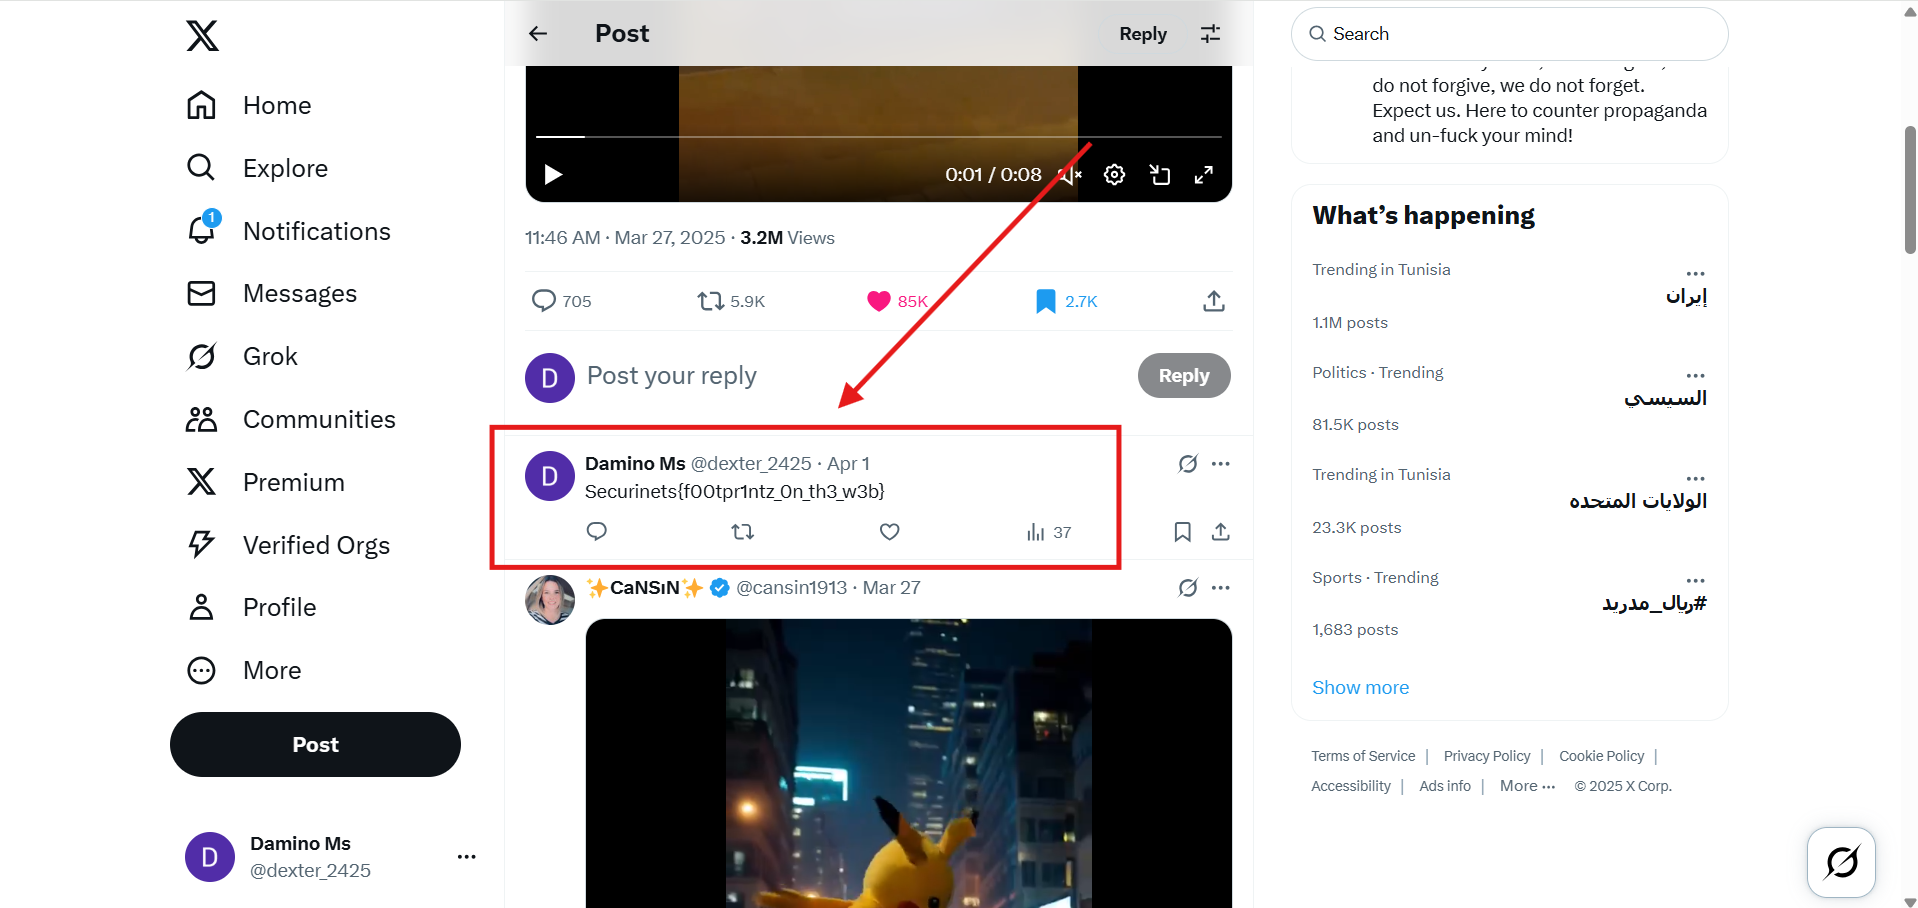 Home
Explore
1
Notifications
Messages
Grok
Communities
Premium
Verified Orgs
Profile
More
Post
D
Damino Ms
@dexter_2425
Post
Reply
0:01 / 0:08
11:46 AM · Mar 27, 2025 · 3.2M Views
705
5.9K
85K
2.7K
D
Post your reply
Reply
D
Damino Ms @dexter_2425 · Apr 1
Securinets{f00tpr1ntz_0n_th3_w3b}
37
✨CaNSıN✨ @cansin1913 · Mar 27
Search
do not forgive, we do not forget.
Expect us. Here to counter propaganda
and un-fuck your mind!
What's happening
Trending in Tunisia
إيران
1.1M posts
Politics · Trending
السيسي
81.5K posts
Trending in Tunisia
الولايات المتحده
23.3K posts
Sports · Trending
#ريال_مدريد
1,683 posts
Show more
Terms of Service | Privacy Policy | Cookie Policy |
Accessibility | Ads info | More ··· © 2025 X Corp.